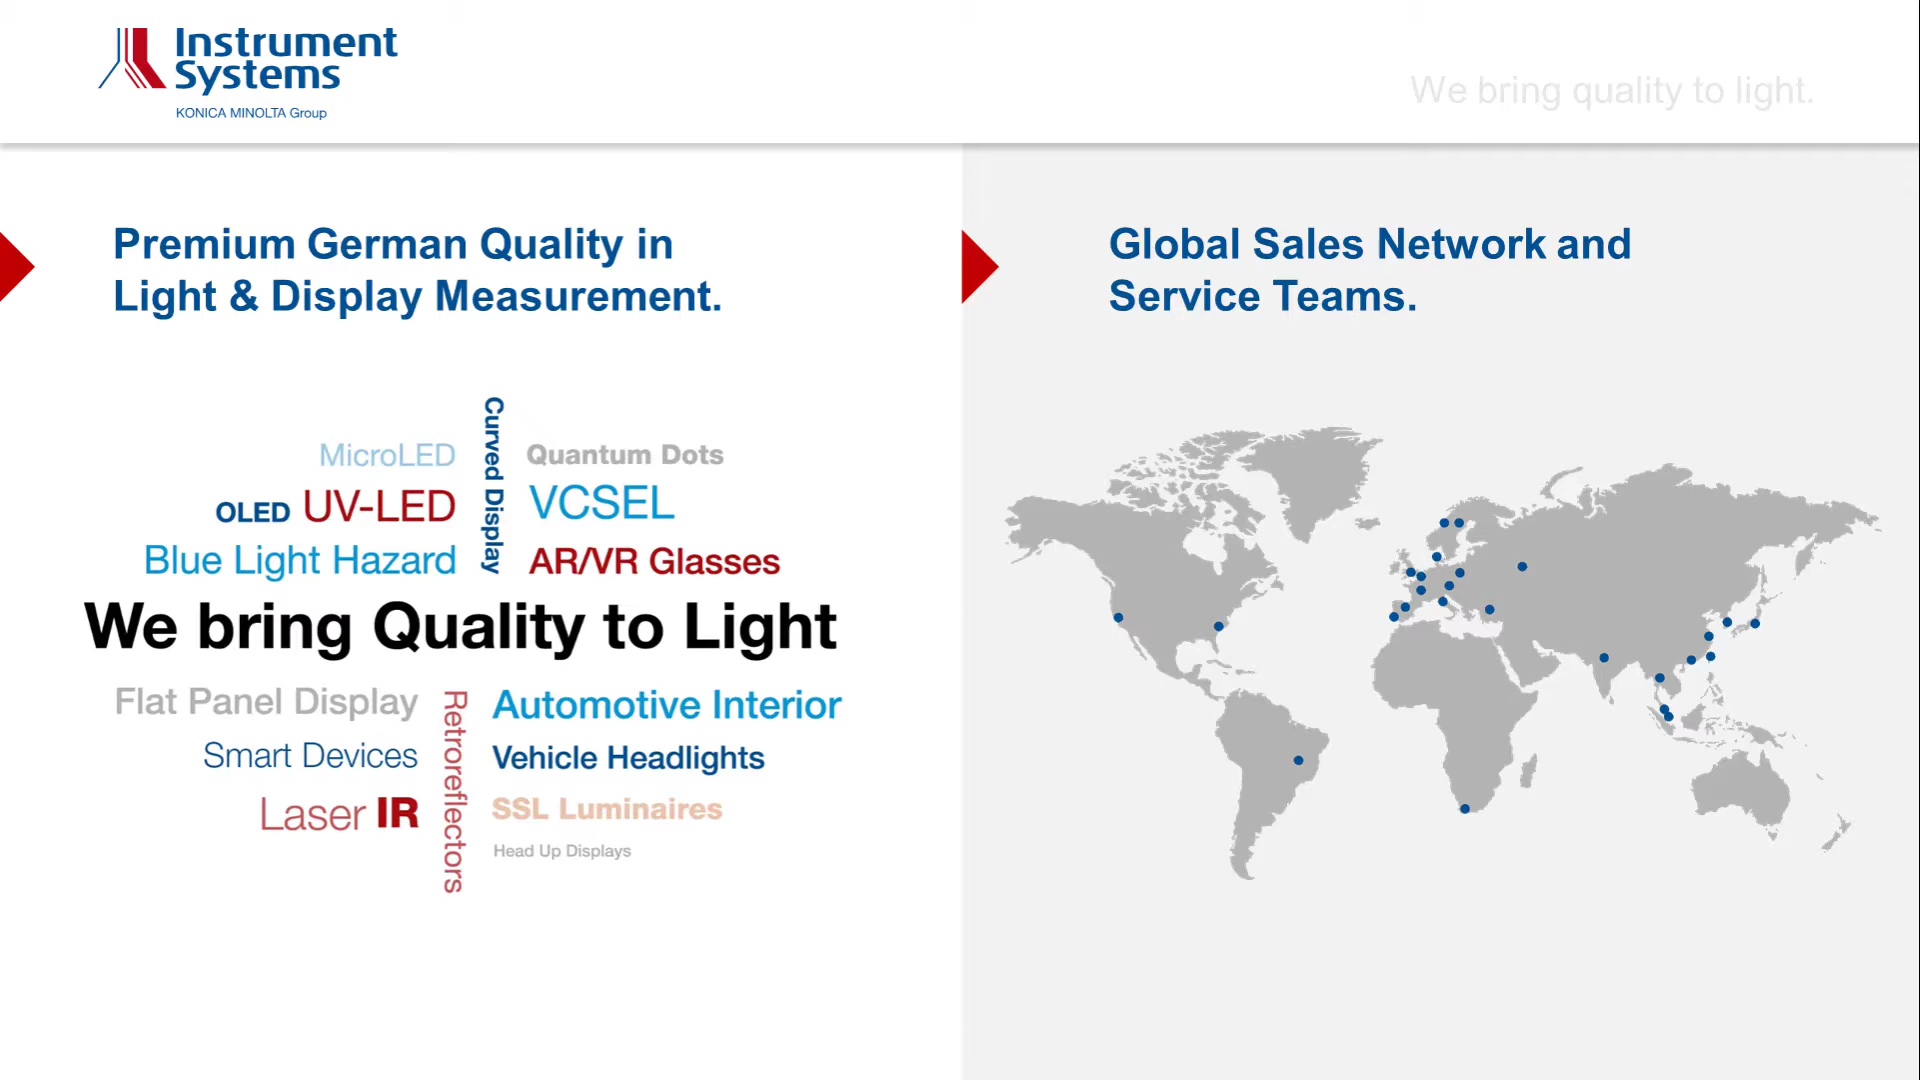 Instrument
Systems
KONICA MINOLTA Group
We bring quality to light.
Premium German Quality in
Light & Display Measurement.
Global Sales Network and
Service Teams.
MicroLED
Curved Display
Quantum Dots
OLED UV-LED
VCSEL
Blue Light Hazard
AR/VR Glasses
We bring Quality to Light
Flat Panel Display
Retroreflectors
Automotive Interior
Smart Devices
Vehicle Headlights
Laser IR
SSL Luminaires
Head Up Displays